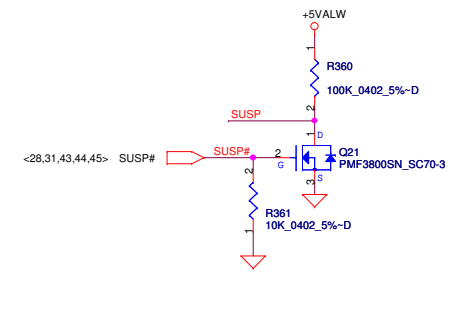 +5VALW
1
R360
100K_0402_5%~D
2
SUSP
1
D
<28,31,43,44,45> SUSP#
SUSP#
2
G
Q21
PMF3800SN_SC70-3
3
S
2
R361
10K_0402_5%~D
1